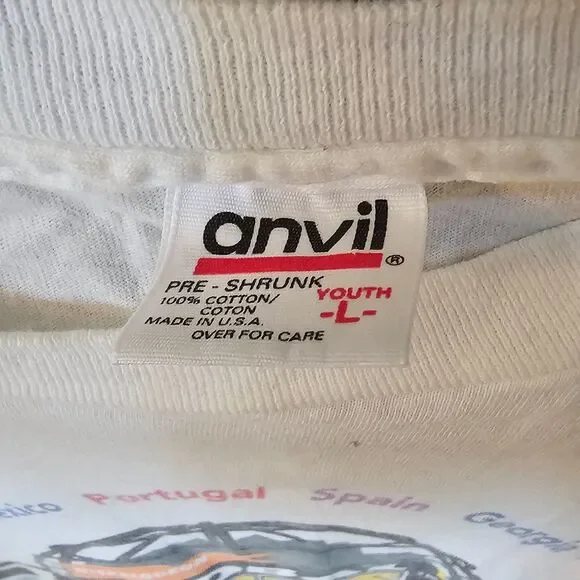 anvil®
PRE - SHRUNK
100% COTTON/
COTON
YOUTH
-L-
MADE IN U.S.A.
OVER FOR CARE
Portugal Spain